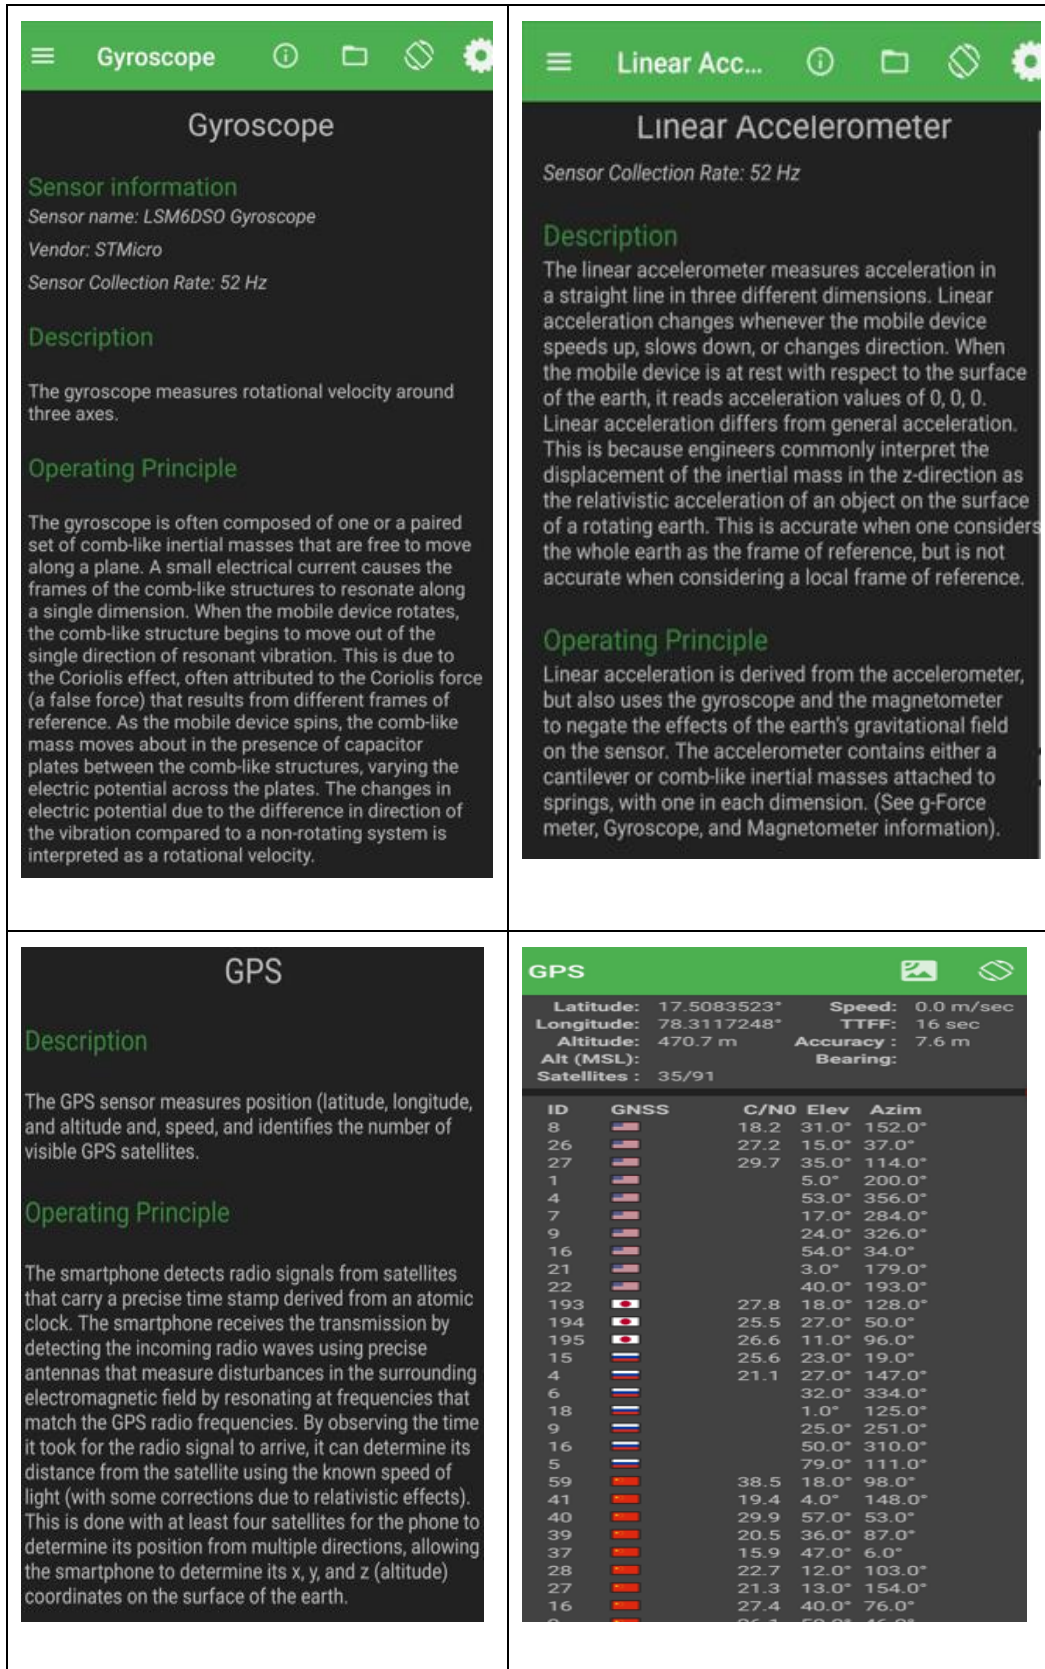 Gyroscope
Gyroscope
Sensor information
Sensor name: LSM6DSO Gyroscope
Vendor: STMicro
Sensor Collection Rate: 52 Hz
Description
The gyroscope measures rotational velocity around
three axes.
Operating Principle
The gyroscope is often composed of one or a paired
set of comb-like inertial masses that are free to move
along a plane. A small electrical current causes the
frames of the comb-like structures to resonate along
a single dimension. When the mobile device rotates,
the comb-like structure begins to move out of the
single direction of resonant vibration. This is due to
the Coriolis effect, often attributed to the Coriolis force
(a false force) that results from different frames of
reference. As the mobile device spins, the comb-like
mass moves about in the presence of capacitor
plates between the comb-like structures, varying the
electric potential across the plates. The changes in
electric potential due to the difference in direction of
the vibration compared to a non-rotating system is
interpreted as a rotational velocity.
Linear Acc...
Linear Accelerometer
Sensor Collection Rate: 52 Hz
Description
The linear accelerometer measures acceleration in
a straight line in three different dimensions. Linear
acceleration changes whenever the mobile device
speeds up, slows down, or changes direction. When
the mobile device is at rest with respect to the surface
of the earth, it reads acceleration values of 0, 0, 0.
Linear acceleration differs from general acceleration.
This is because engineers commonly interpret the
displacement of the inertial mass in the z-direction as
the relativistic acceleration of an object on the surface
of a rotating earth. This is accurate when one considers
the whole earth as the frame of reference, but is not
accurate when considering a local frame of reference.
Operating Principle
Linear acceleration is derived from the accelerometer,
but also uses the gyroscope and the magnetometer
to negate the effects of the earth's gravitational field
on the sensor. The accelerometer contains either a
cantilever or comb-like inertial masses attached to
springs, with one in each dimension. (See g-Force
meter, Gyroscope, and Magnetometer information).
GPS
Description
The GPS sensor measures position (latitude, longitude,
and altitude and, speed, and identifies the number of
visible GPS satellites.
Operating Principle
The smartphone detects radio signals from satellites
that carry a precise time stamp derived from an atomic
clock. The smartphone receives the transmission by
detecting the incoming radio waves using precise
antennas that measure disturbances in the surrounding
electromagnetic field by resonating at frequencies that
match the GPS radio frequencies. By observing the time
it took for the radio signal to arrive, it can determine its
distance from the satellite using the known speed of
light (with some corrections due to relativistic effects).
This is done with at least four satellites for the phone to
determine its position from multiple directions, allowing
the smartphone to determine its x, y, and z (altitude)
coordinates on the surface of the earth.
GPS
Latitude: 17.5083523° Speed: 0.0 m/sec
Longitude: 78.3117248° TTFF: 16 sec
Altitude: 470.7 m Accuracy : 7.6 m
Alt (MSL): Bearing:
Satellites : 35/91
ID GNSS C/N0 Elev Azim
8 18.2 31.0° 152.0°
26 27.2 15.0° 37.0°
27 29.7 35.0° 114.0°
1 5.0° 200.0°
4 53.0° 356.0°
7 17.0° 284.0°
9 24.0° 326.0°
16 54.0° 34.0°
21 3.0° 179.0°
22 40.0° 193.0°
193 27.8 18.0° 128.0°
194 25.5 27.0° 50.0°
195 26.6 11.0° 96.0°
15 25.6 23.0° 19.0°
4 21.1 27.0° 147.0°
6 32.0° 334.0°
18 1.0° 125.0°
9 25.0° 251.0°
16 50.0° 310.0°
5 79.0° 111.0°
59 38.5 18.0° 98.0°
41 19.4 4.0° 148.0°
40 29.9 57.0° 53.0°
39 20.5 36.0° 87.0°
37 15.9 47.0° 6.0°
28 22.7 12.0° 103.0°
27 21.3 13.0° 154.0°
16 27.4 40.0° 76.0°